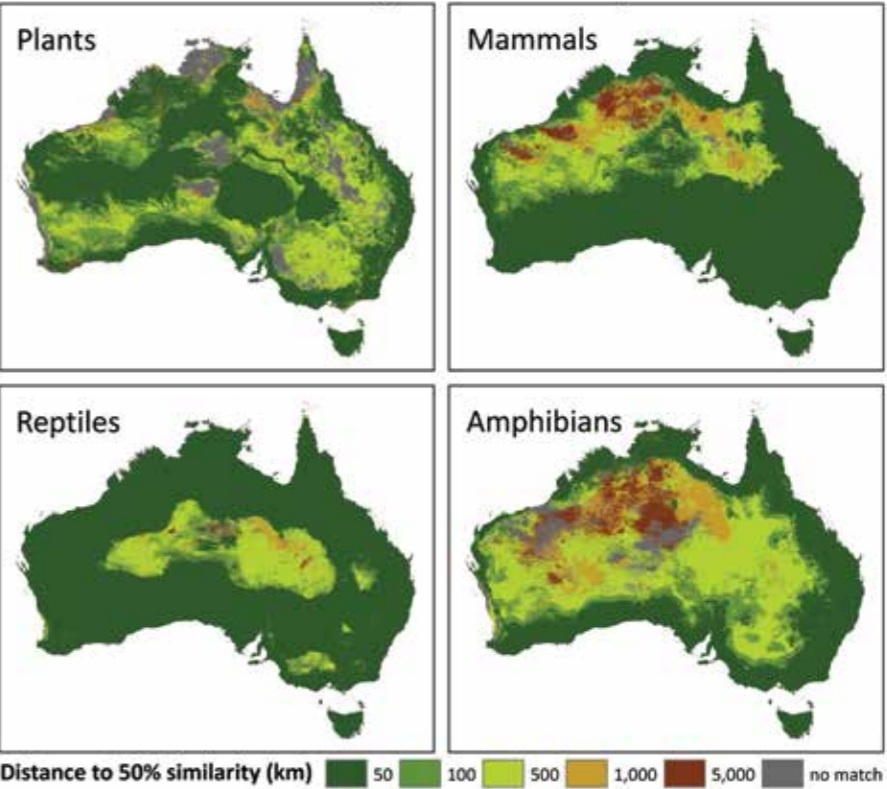 Plants
Mammals
Reptiles
Amphibians
Distance to 50% similarity (km) 50 100 500 1,000 5,000 no match